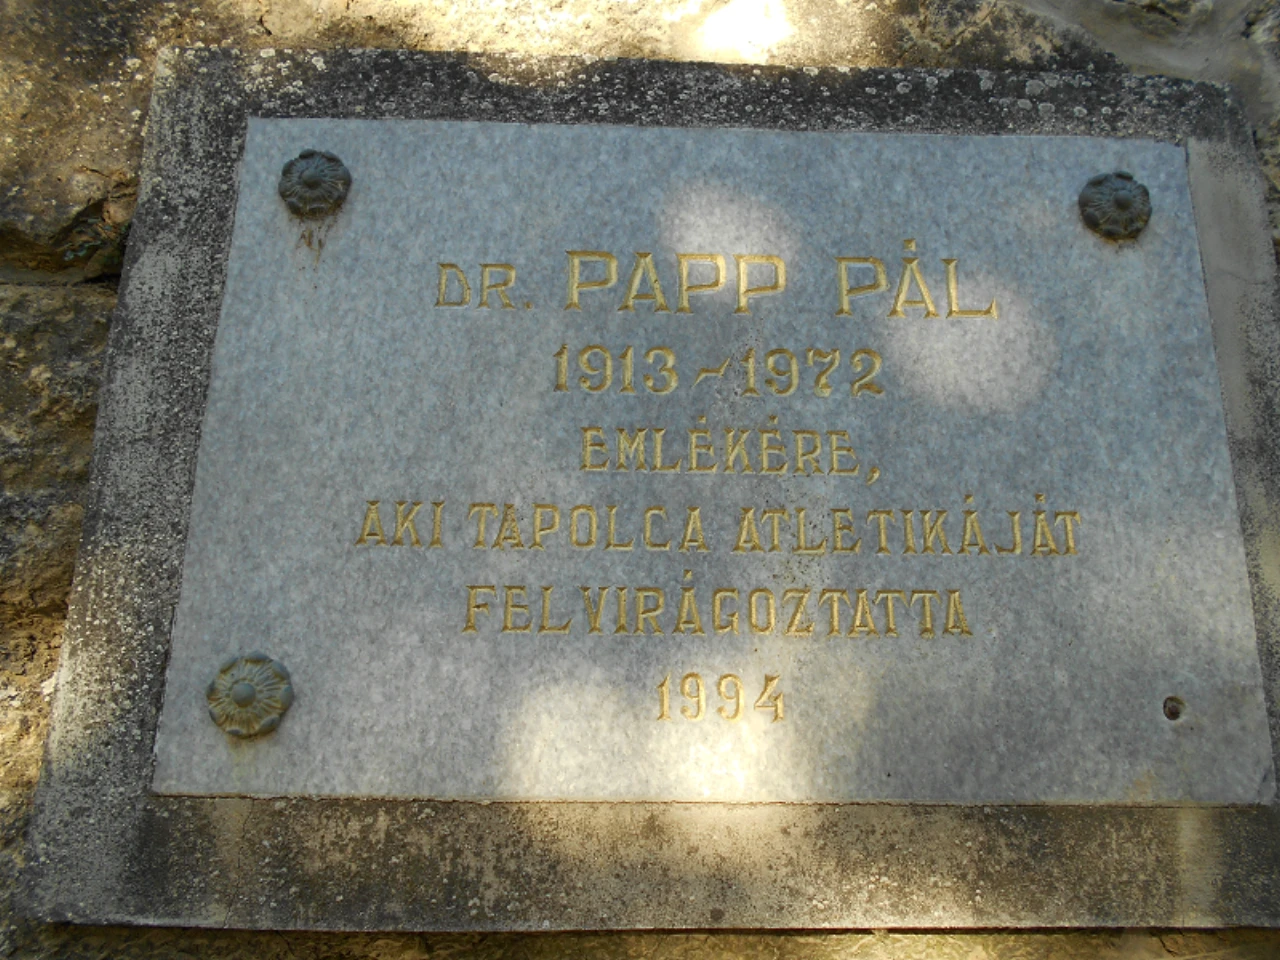 DR. PAPP PÁL
1913-1972
EMLÉKÉRE,
AKI TAPOLCA ATLETIKÁJÁT
FELVIRÁGOZTATTA
1994